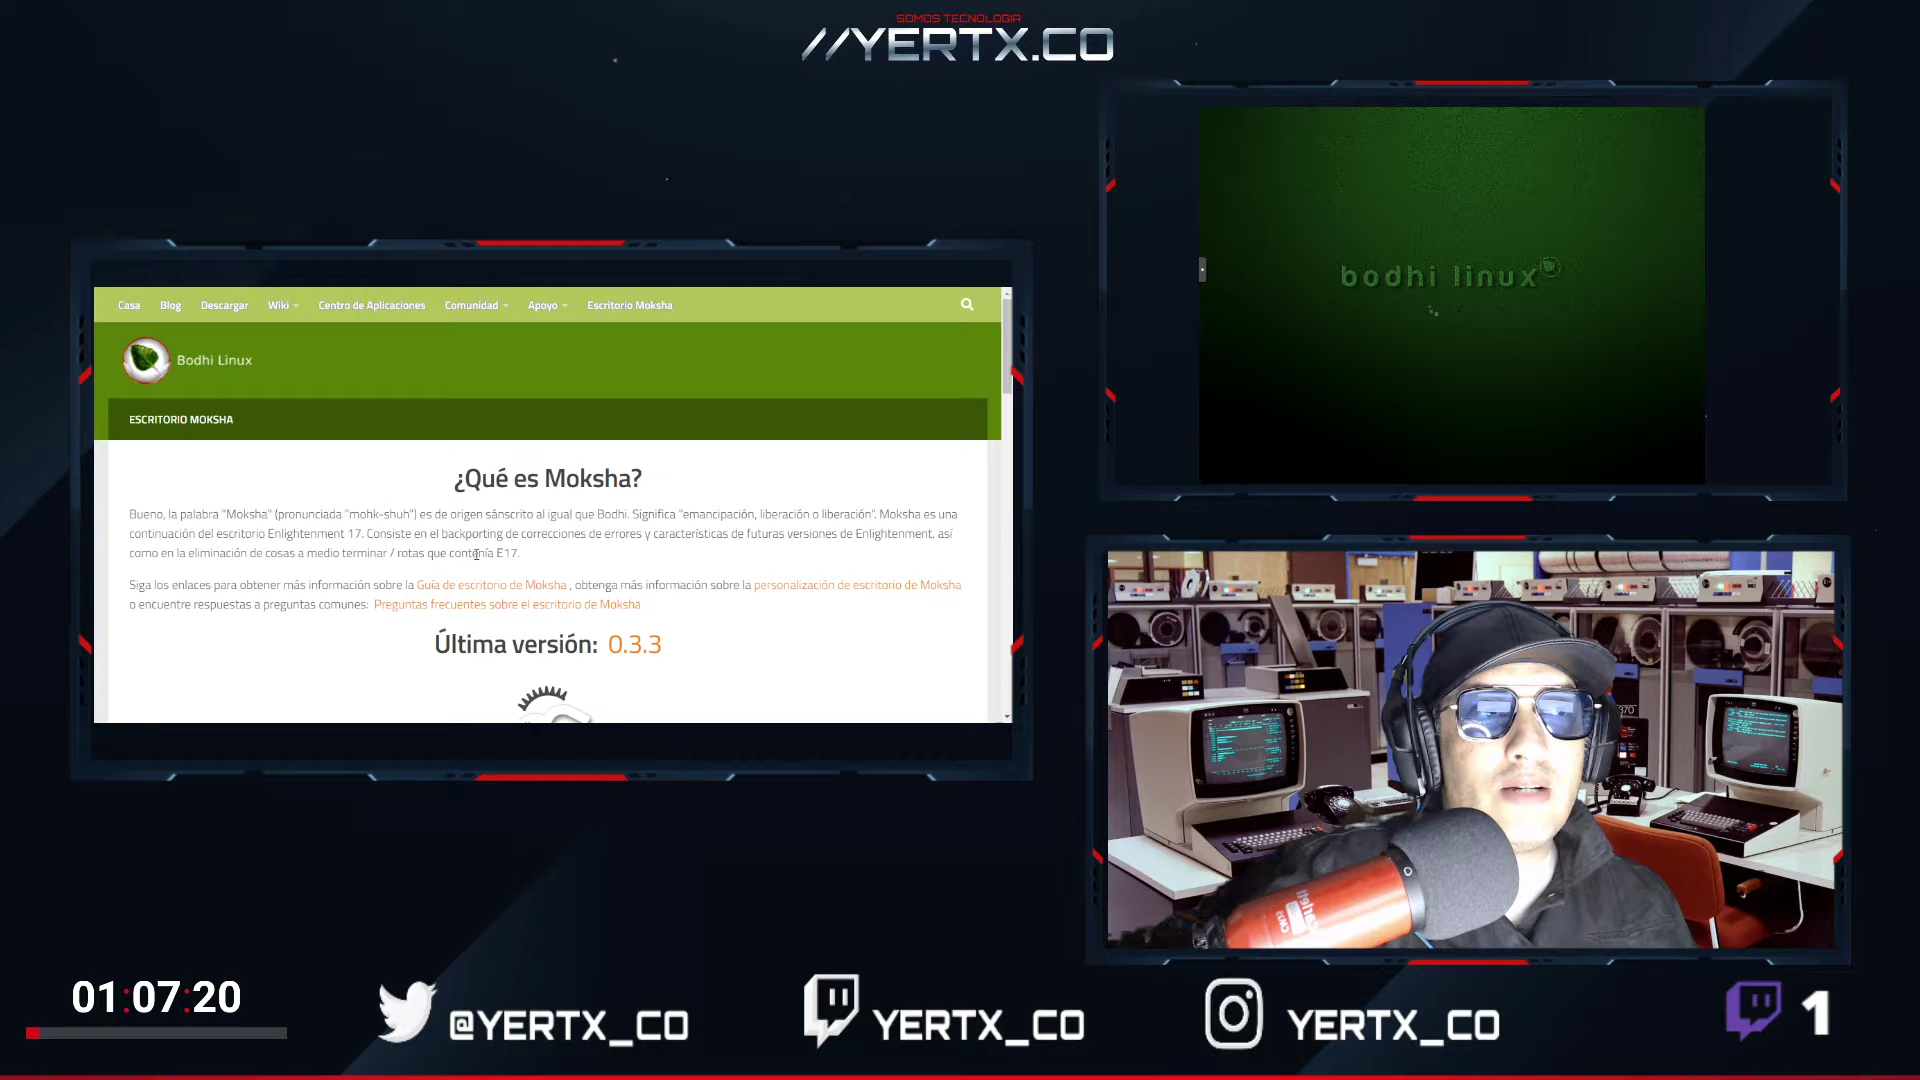 SOMOS TECNOLOGIA
//YERTX.CO
Casa Blog Descargar Wiki Centro de Aplicaciones Comunidad Apoyo Escritorio Moksha
Bodhi Linux
ESCRITORIO MOKSHA
¿Qué es Moksha?
Bueno, la palabra "Moksha" (pronunciada "mohk-shuh") es de origen sánscrito al igual que Bodhi. Significa "emancipación, liberación o liberación". Moksha es una
continuación del escritorio Enlightenment 17. Consiste en el backporting de correcciones de errores y características de futuras versiones de Enlightenment, así
como en la eliminación de cosas a medio terminar / rotas que contenía E17.
Siga los enlaces para obtener más información sobre la Guía de escritorio de Moksha , obtenga más información sobre la personalización de escritorio de Moksha
o encuentre respuestas a preguntas comunes: Preguntas frecuentes sobre el escritorio de Moksha
Última versión: 0.3.3
bodhi linux
370
01:07:20
@YERTX_CO
YERTX_CO
YERTX_CO
1